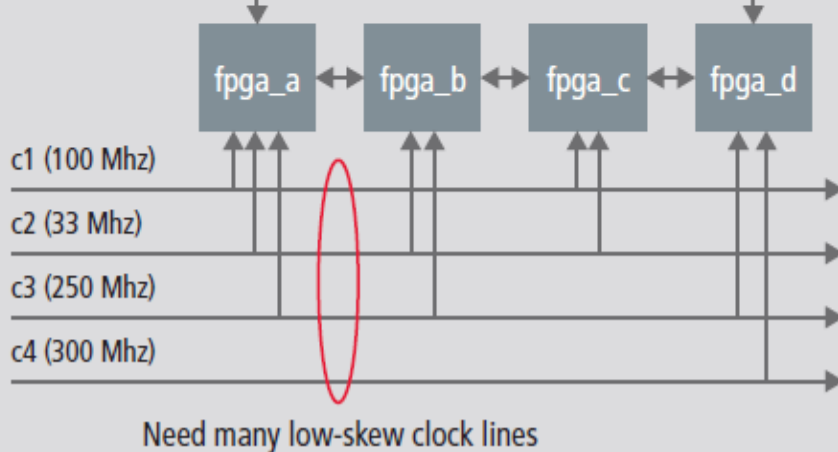 fpga_a
fpga_b
fpga_c
fpga_d
c1 (100 Mhz)
c2 (33 Mhz)
c3 (250 Mhz)
c4 (300 Mhz)
Need many low-skew clock lines